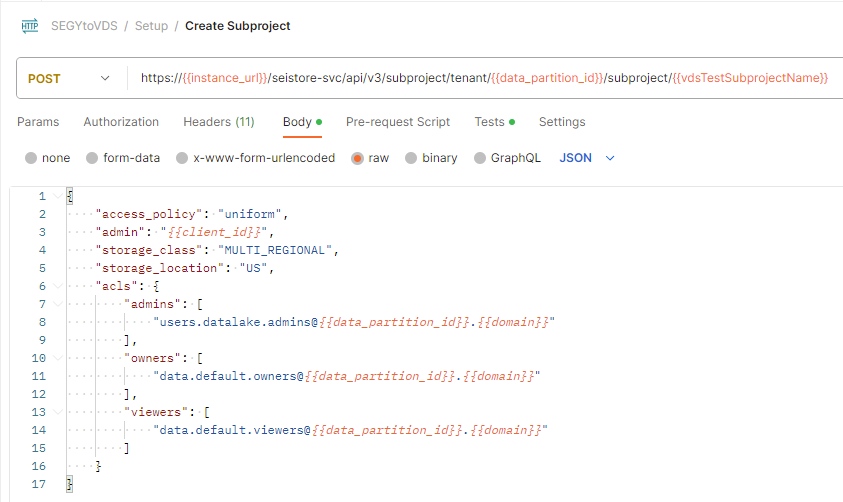 HTTP SEGYtoVDS / Setup / Create Subproject
POST https://{{instance_url}}/seistore-svc/api/v3/subproject/tenant/{{data_partition_id}}/subproject/{{vdsTestSubprojectName}}
Params Authorization Headers (11) Body Pre-request Script Tests Settings
none form-data x-www-form-urlencoded raw binary GraphQL JSON
1 {
2 "access_policy": "uniform",
3 "admin": "{{client_id}}",
4 "storage_class": "MULTI_REGIONAL",
5 "storage_location": "US",
6 "acls": {
7 "admins": [
8 "users.datalake.admins@{{data_partition_id}}.{{domain}}"
9 ],
10 "owners": [
11 "data.default.owners@{{data_partition_id}}.{{domain}}"
12 ],
13 "viewers": [
14 "data.default.viewers@{{data_partition_id}}.{{domain}}"
15 ]
16 }
17 }